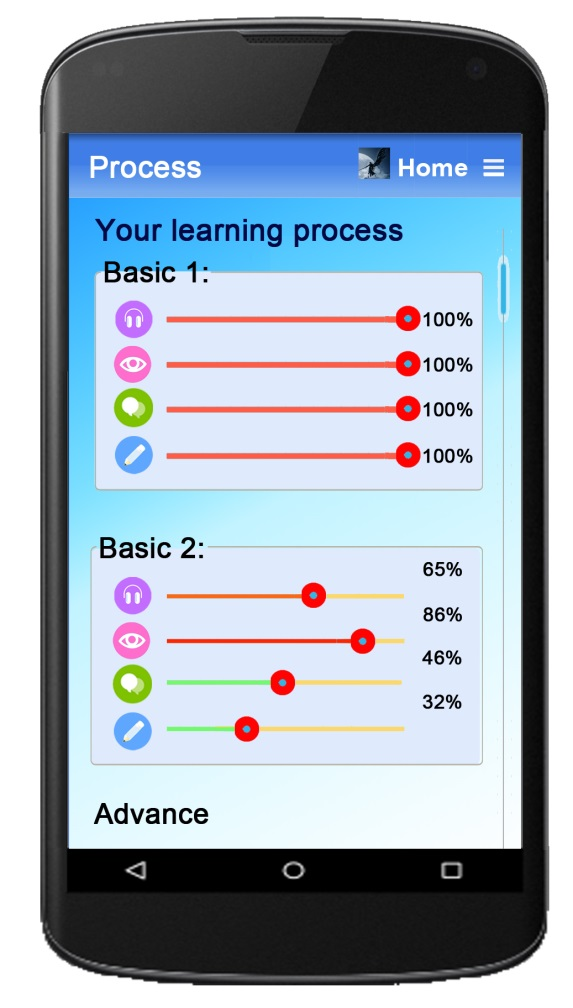 Process Home
Your learning process
Basic 1:
100%
100%
100%
100%
Basic 2:
65%
86%
46%
32%
Advance